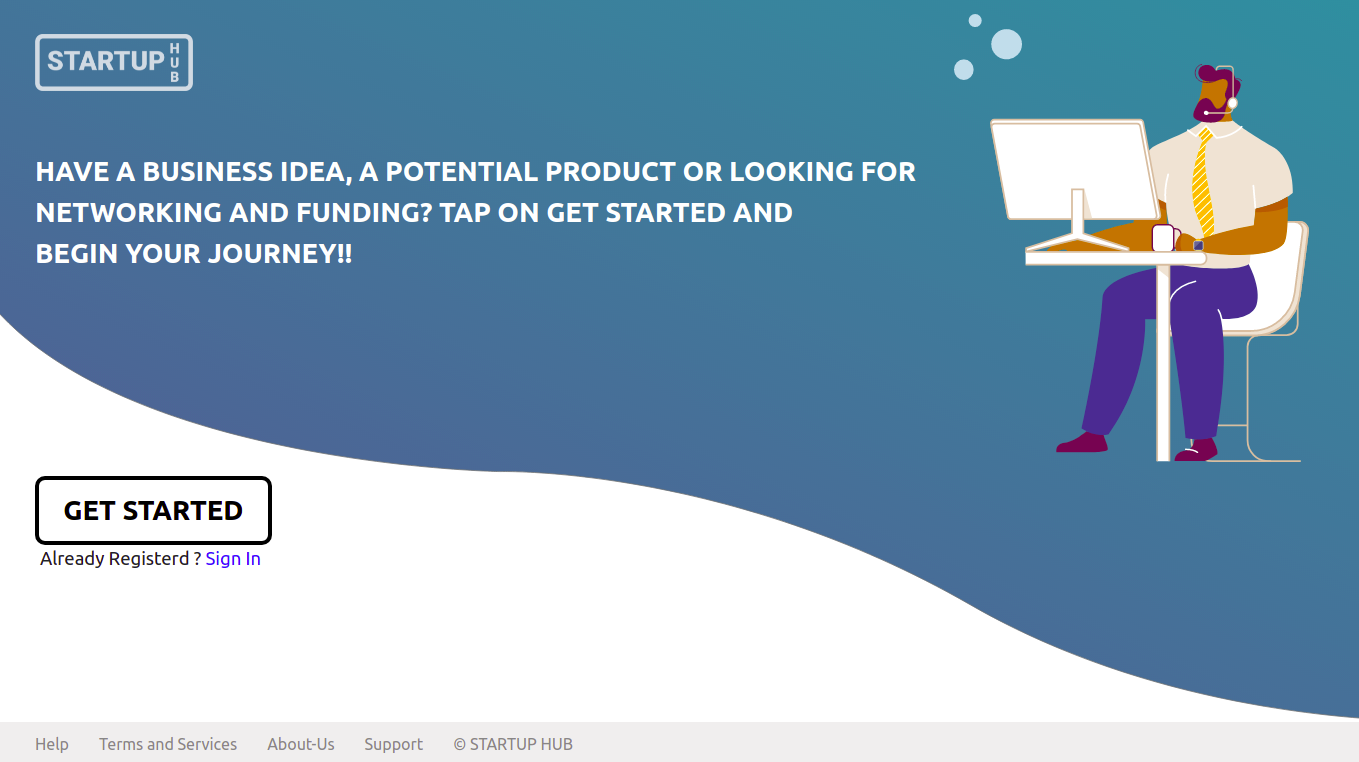 STARTUP
HUB
HAVE A BUSINESS IDEA, A POTENTIAL PRODUCT OR LOOKING FOR
NETWORKING AND FUNDING? TAP ON GET STARTED AND
BEGIN YOUR JOURNEY!!
GET STARTED
Already Registerd ? Sign In
Help Terms and Services About-Us Support © STARTUP HUB